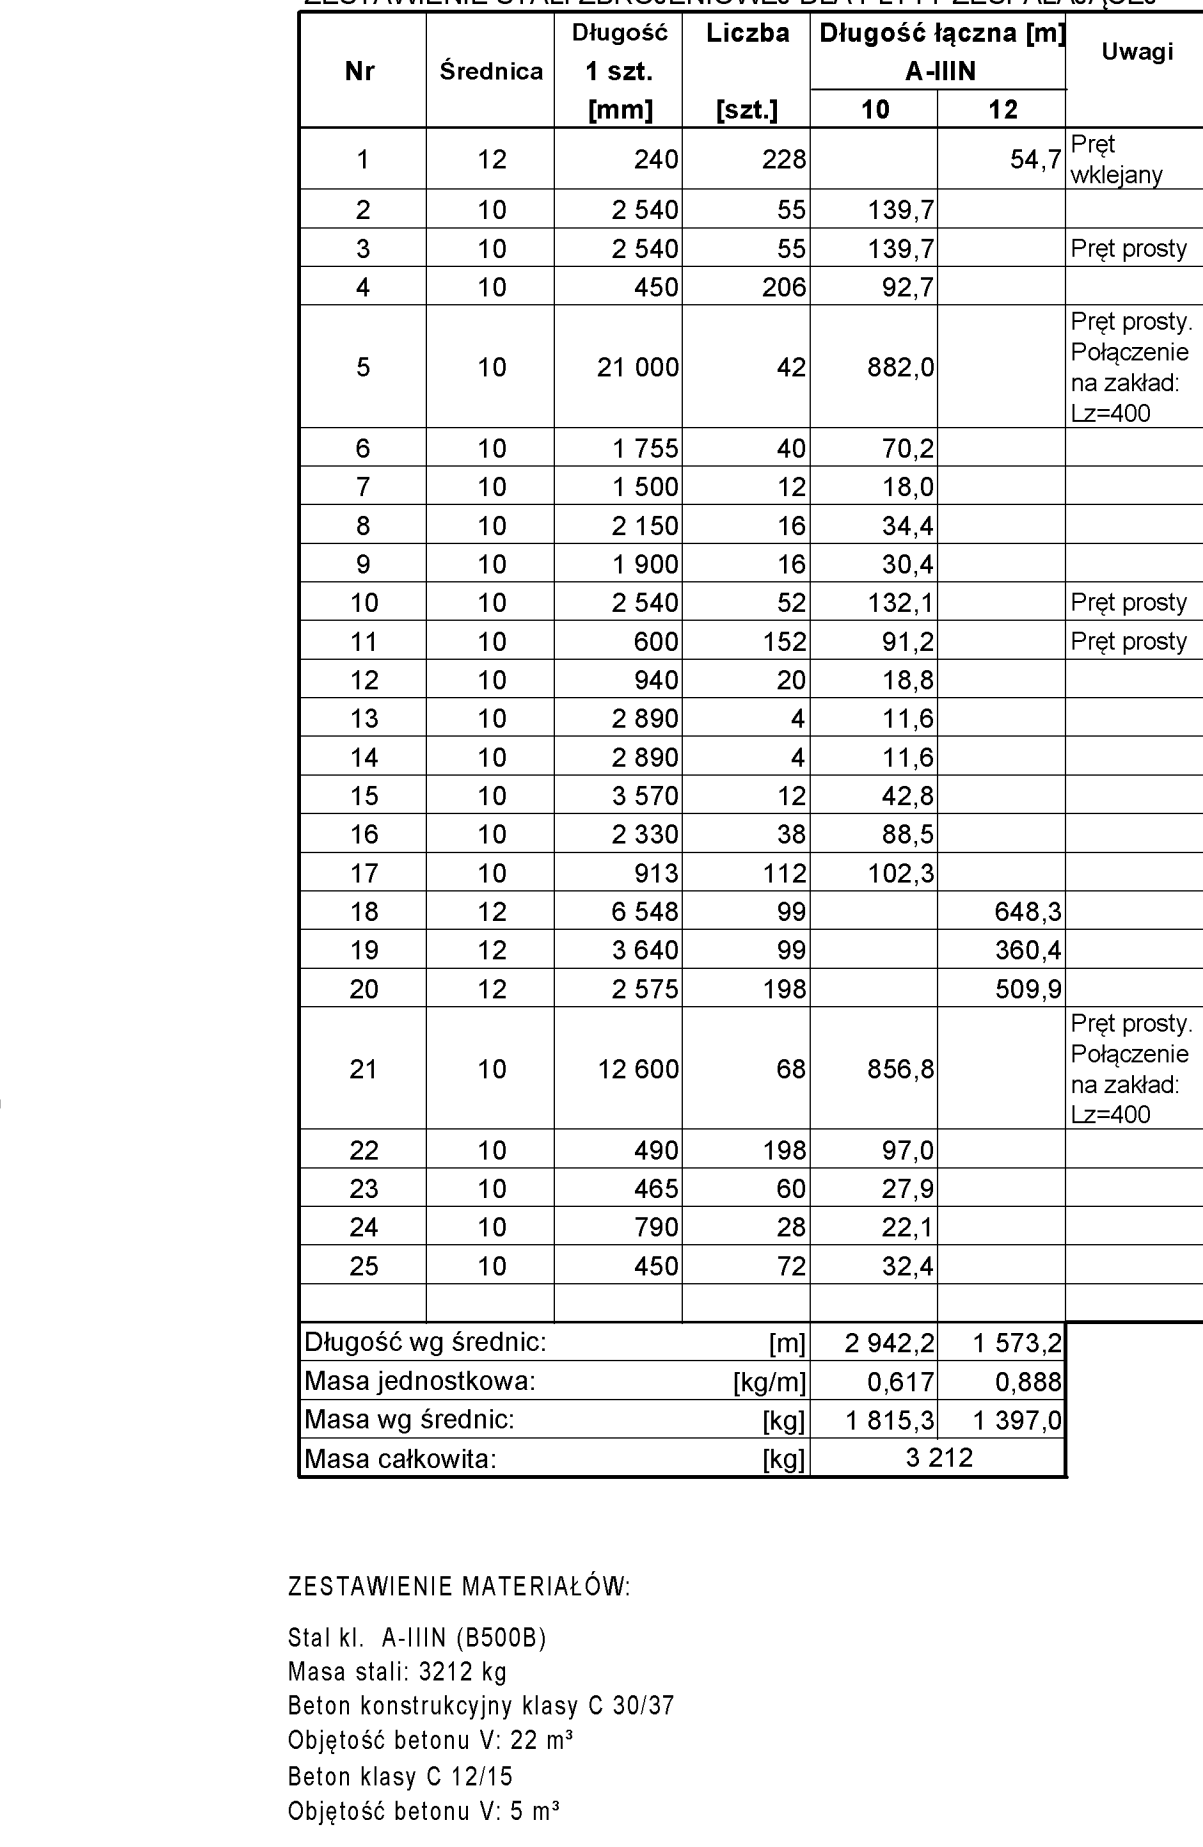 ZESTAWIENIE STALI ZBROJENIOWEJ DLA PŁYTY ZESPALAJĄCEJ
Nr Średnica Długość 1 szt. [mm] Liczba [szt.] Długość łączna [m] Uwagi
A-IIIN
10 12
1 12 240 228 54,7 Pręt wklejany
2 10 2 540 55 139,7
3 10 2 540 55 139,7 Pręt prosty
4 10 450 206 92,7
5 10 21 000 42 882,0 Pręt prosty. Połączenie na zakład: Lz=400
6 10 1 755 40 70,2
7 10 1 500 12 18,0
8 10 2 150 16 34,4
9 10 1 900 16 30,4
10 10 2 540 52 132,1 Pręt prosty
11 10 600 152 91,2 Pręt prosty
12 10 940 20 18,8
13 10 2 890 4 11,6
14 10 2 890 4 11,6
15 10 3 570 12 42,8
16 10 2 330 38 88,5
17 10 913 112 102,3
18 12 6 548 99 648,3
19 12 3 640 99 360,4
20 12 2 575 198 509,9
21 10 12 600 68 856,8 Pręt prosty. Połączenie na zakład: Lz=400
22 10 490 198 97,0
23 10 465 60 27,9
24 10 790 28 22,1
25 10 450 72 32,4
Długość wg średnic: [m] 2 942,2 1 573,2
Masa jednostkowa: [kg/m] 0,617 0,888
Masa wg średnic: [kg] 1 815,3 1 397,0
Masa całkowita: [kg] 3 212
ZESTAWIENIE MATERIAŁÓW:
Stal kl. A-IIIN (B500B)
Masa stali: 3212 kg
Beton konstrukcyjny klasy C 30/37
Objętość betonu V: 22 m³
Beton klasy C 12/15
Objętość betonu V: 5 m³